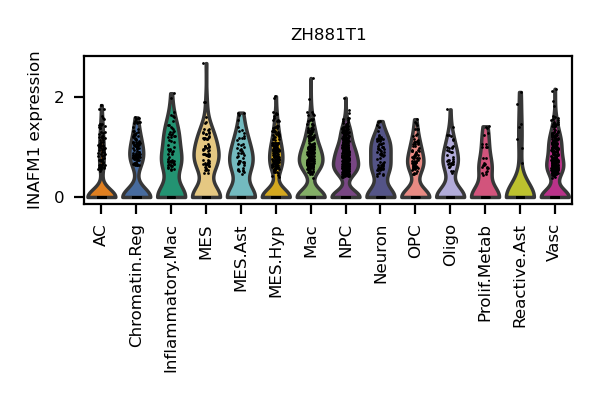 ZH881T1
INAFM1 expression
2
0
AC
Chromatin.Reg
Inflammatory.Mac
MES
MES.Ast
MES.Hyp
Mac
NPC
Neuron
OPC
Oligo
Prolif.Metab
Reactive.Ast
Vasc